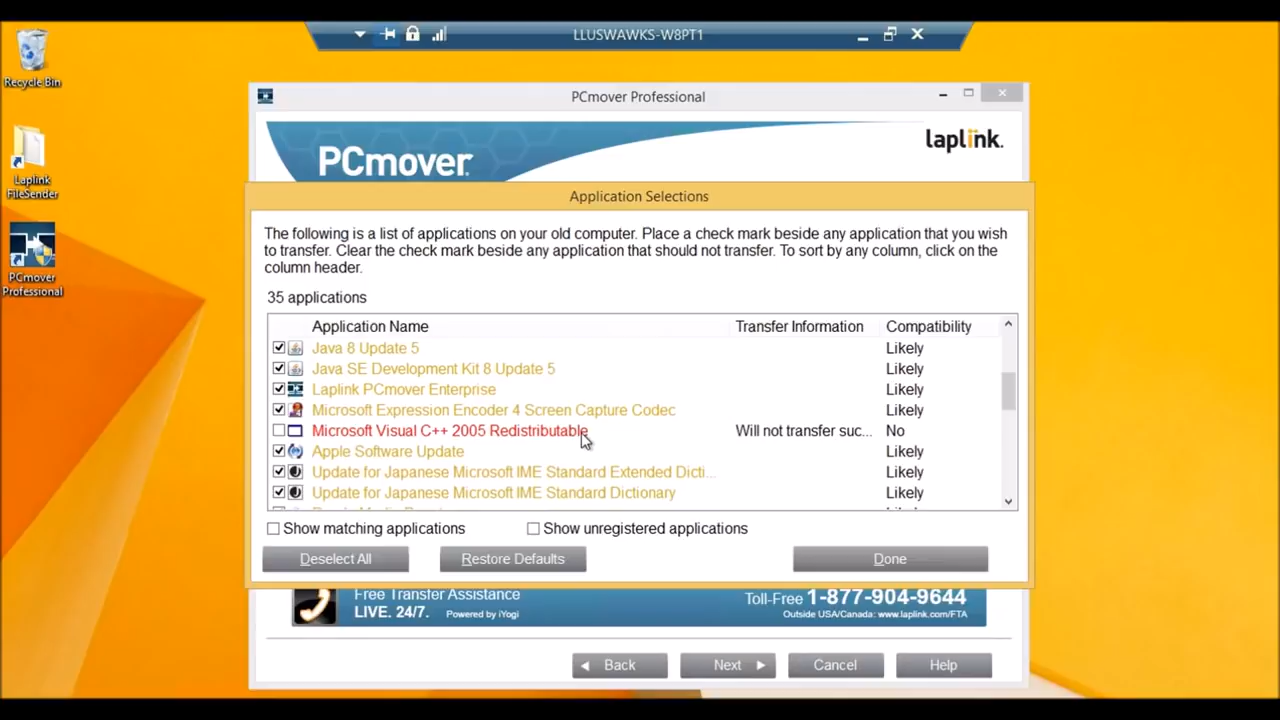 LLUSWAWKS-W8PT1
Recycle Bin
Laplink
FileSender
PCmover
Professional
PCmover Professional
PCmover.
laplink.
Application Selections
The following is a list of applications on your old computer. Place a check mark beside any application that you wish
to transfer. Clear the check mark beside any application that should not transfer. To sort by any column, click on the
column header.
35 applications
Application Name Transfer Information Compatibility
Java 8 Update 5 Likely
Java SE Development Kit 8 Update 5 Likely
Laplink PCmover Enterprise Likely
Microsoft Expression Encoder 4 Screen Capture Codec Likely
Microsoft Visual C++ 2005 Redistributable Will not transfer suc... No
Apple Software Update Likely
Update for Japanese Microsoft IME Standard Extended Dicti... Likely
Update for Japanese Microsoft IME Standard Dictionary Likely
Show matching applications Show unregistered applications
Deselect All Restore Defaults Done
Free Transfer Assistance
LIVE. 24/7. Powered by iYogi
Toll-Free 1-877-904-9644
Outside USA/Canada: www.laplink.com/FTA
Back Next Cancel Help